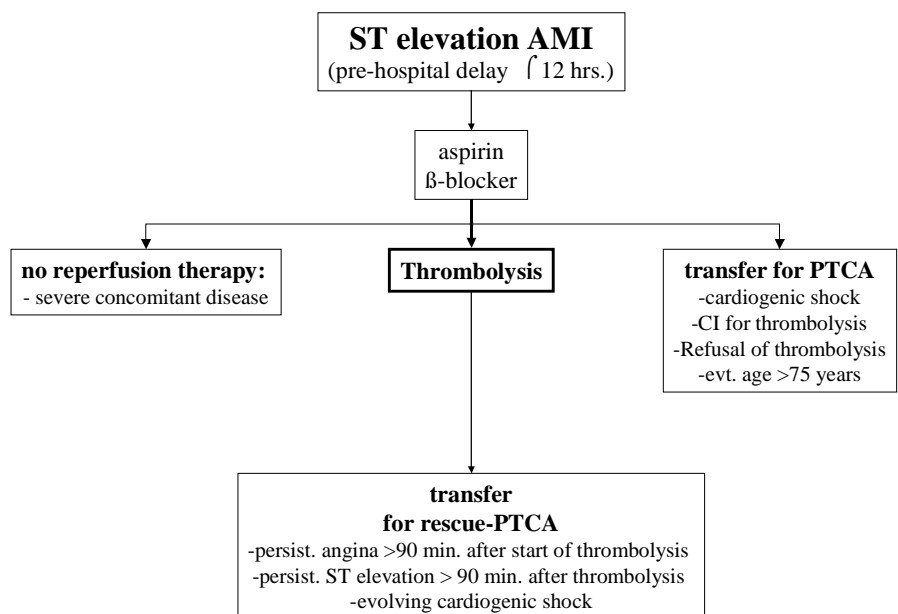 ST elevation AMI
(pre-hospital delay ⌠ 12 hrs.)
aspirin
ß-blocker
no reperfusion therapy:
- severe concomitant disease
Thrombolysis
transfer for PTCA
-cardiogenic shock
-CI for thrombolysis
-Refusal of thrombolysis
-evt. age >75 years
transfer
for rescue-PTCA
-persist. angina >90 min. after start of thrombolysis
-persist. ST elevation > 90 min. after thrombolysis
-evolving cardiogenic shock